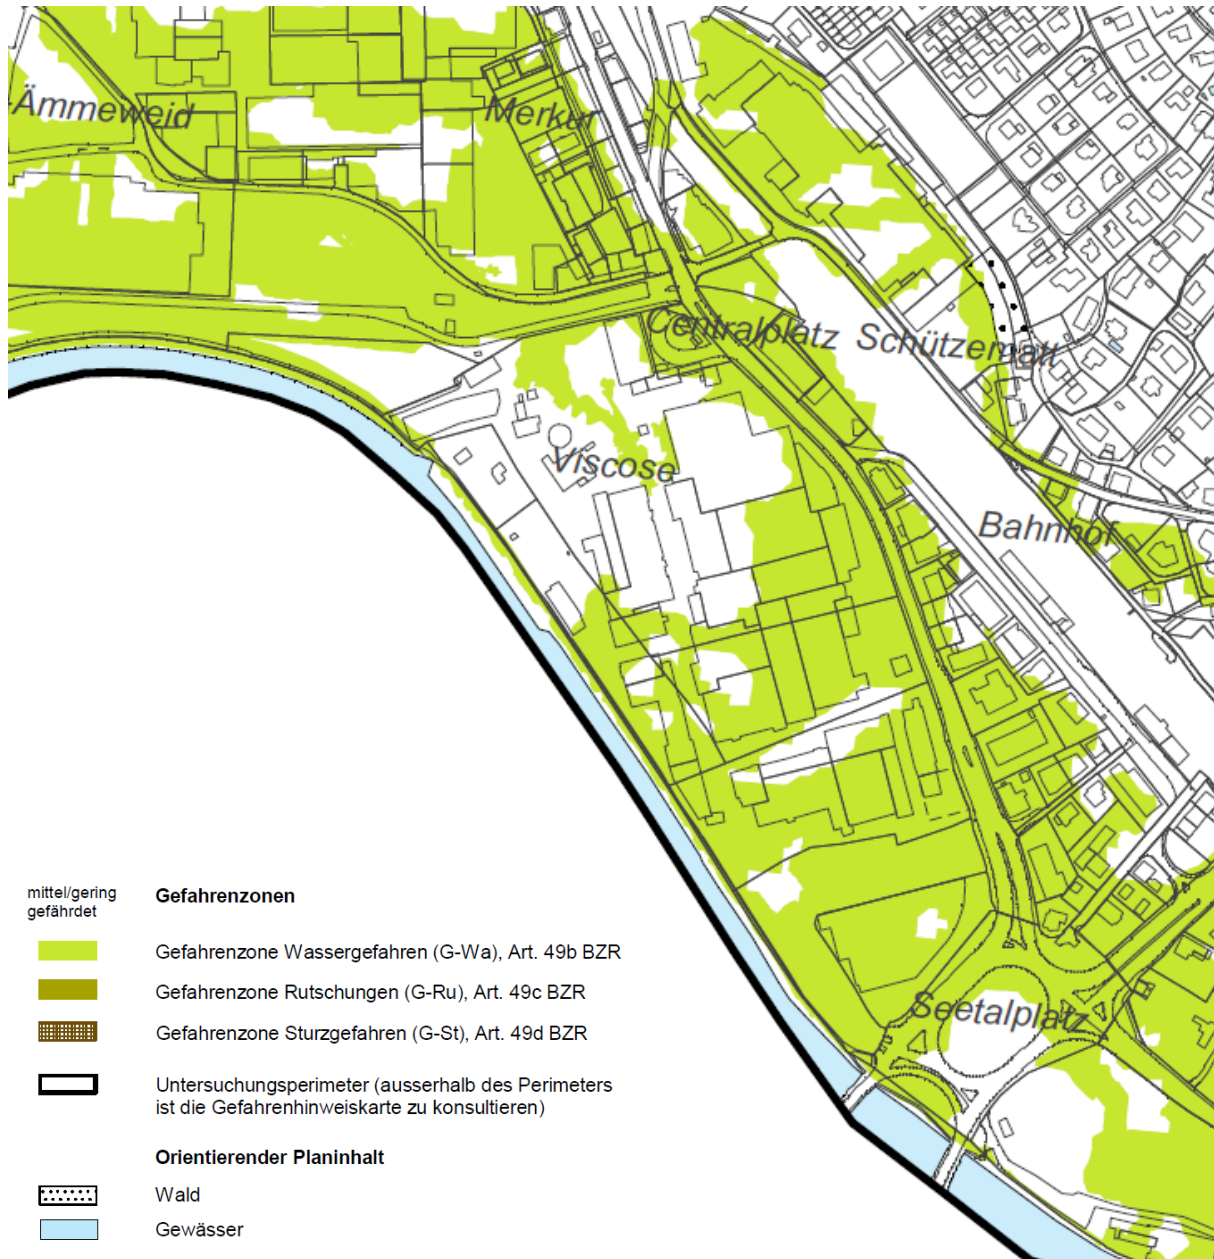 Ämmeweid
Merkur
Centralplatz
Schützematt
Viscose
Bahnhof
Seetalplatz
mittel/gering
gefährdet
Gefahrenzonen
Gefahrenzone Wassergefahren (G-Wa), Art. 49b BZR
Gefahrenzone Rutschungen (G-Ru), Art. 49c BZR
Gefahrenzone Sturzgefahren (G-St), Art. 49d BZR
Untersuchungsperimeter (ausserhalb des Perimeters
ist die Gefahrenhinweiskarte zu konsultieren)
Orientierender Planinhalt
Wald
Gewässer